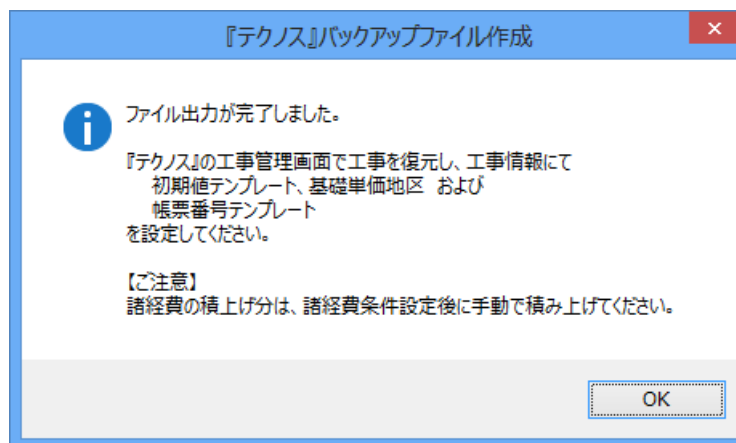 『テクノス』バックアップファイル作成
ファイル出力が完了しました。
『テクノス』の工事管理画面で工事を復元し、工事情報にて
初期値テンプレート、基礎単価地区 および
帳票番号テンプレート
を設定してください。
【ご注意】
諸経費の積上げ分は、諸経費条件設定後に手動で積み上げてください。
OK